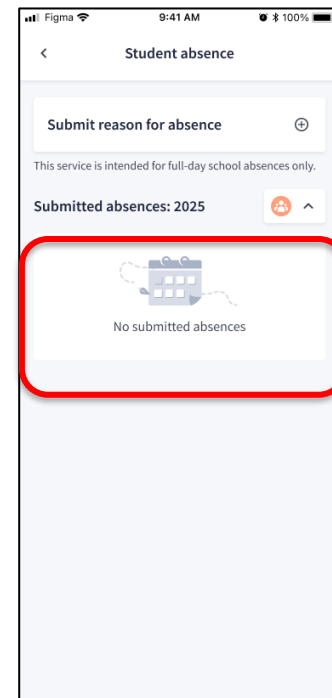 Figma 9:41 AM 100%
Student absence
Submit reason for absence
This service is intended for full-day school absences only.
Submitted absences: 2025
No submitted absences